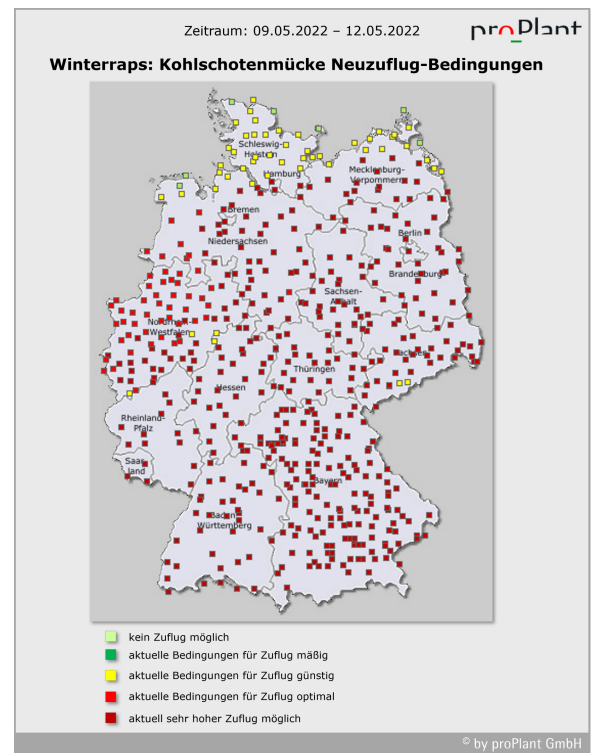 Zeitraum: 09.05.2022 – 12.05.2022
proPlant
Winterraps: Kohlschotenmücke Neuzuflug-Bedingungen
Schleswig-
Holstein
Hamburg
Mecklenburg-
Vorpommern
Bremen
Niedersachsen
Berlin
Brandenburg
Sachsen-
Anhalt
Nordrhein-
Westfalen
Sachsen
Thüringen
Hessen
Rheinland-
Pfalz
Saar-
land
Bayern
Baden-
Württemberg
kein Zuflug möglich
aktuelle Bedingungen für Zuflug mäßig
aktuelle Bedingungen für Zuflug günstig
aktuelle Bedingungen für Zuflug optimal
aktuell sehr hoher Zuflug möglich
© by proPlant GmbH